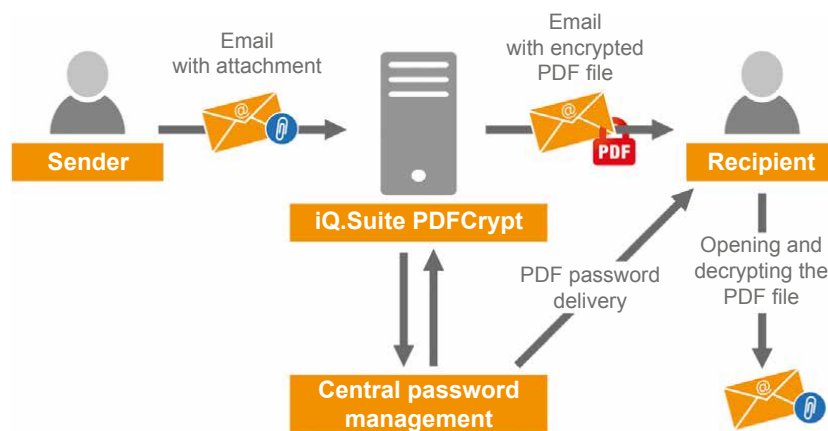 Email
with attachment
Email
with encrypted
PDF file
@
@
PDF
Sender
Recipient
iQ.Suite PDFCrypt
PDF password
delivery
Opening and
decrypting the
PDF file
Central password
management
@